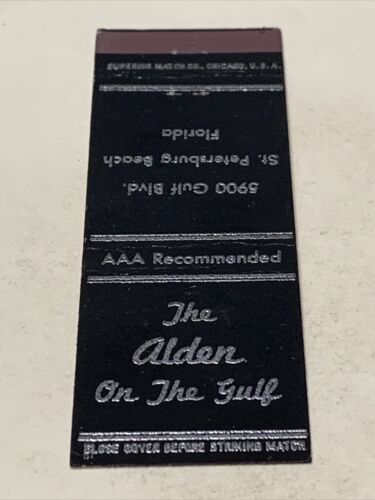 SUPERIOR MATCH CO., CHICAGO, U.S.A.
5900 Gulf Blvd.
St. Petersburg Beach
Florida
AAA Recommended
The
Alden
On The Gulf
CLOSE COVER BEFORE STRIKING MATCH